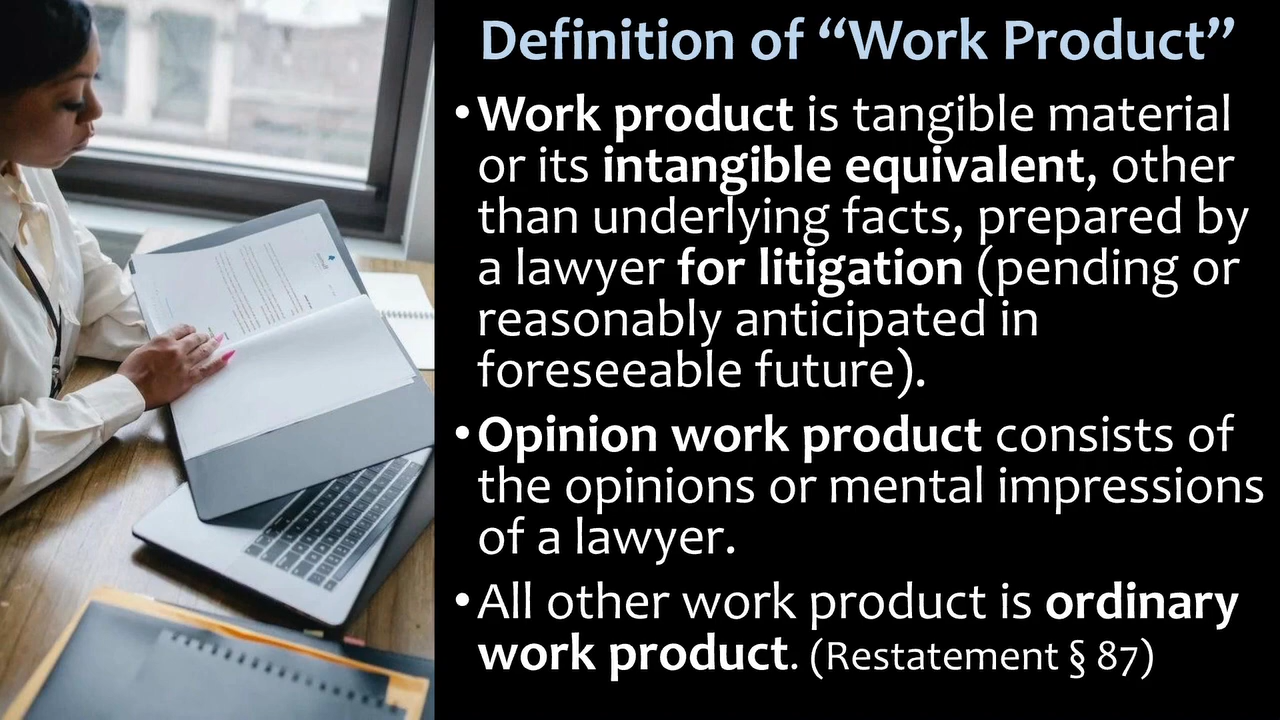 Definition of “Work Product”
•Work product is tangible material
or its intangible equivalent, other
than underlying facts, prepared by
a lawyer for litigation (pending or
reasonably anticipated in
foreseeable future).
•Opinion work product consists of
the opinions or mental impressions
of a lawyer.
•All other work product is ordinary
work product. (Restatement § 87)